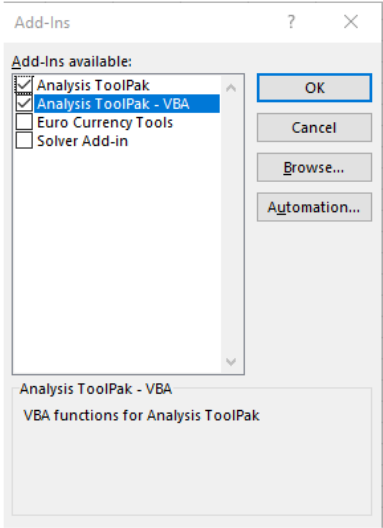 Add-Ins ? ×
Add-Ins available:
Analysis ToolPak
Analysis ToolPak - VBA
Euro Currency Tools
Solver Add-in
OK
Cancel
Browse...
Automation...
Analysis ToolPak - VBA
VBA functions for Analysis ToolPak